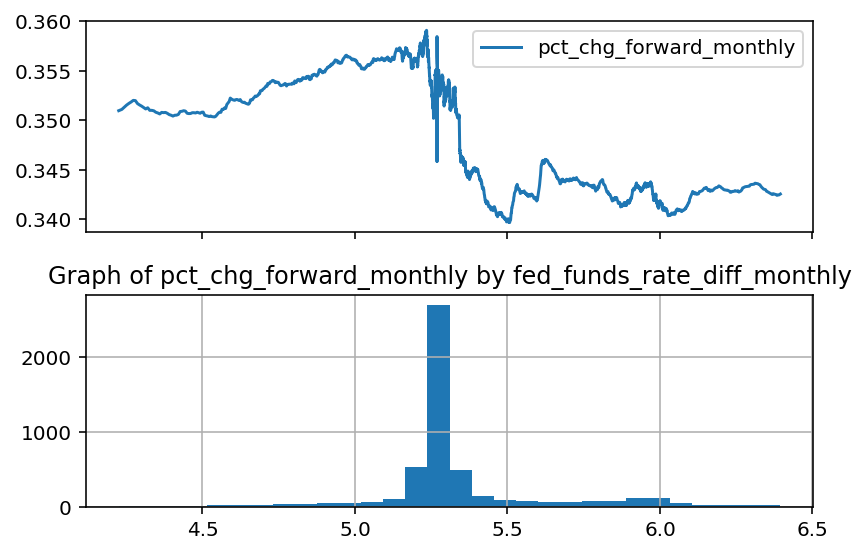 0.360
pct_chg_forward_monthly
0.355
0.350
0.345
0.340
Graph of pct_chg_forward_monthly by fed_funds_rate_diff_monthly
2000
1000
0
4.5 5.0 5.5 6.0 6.5